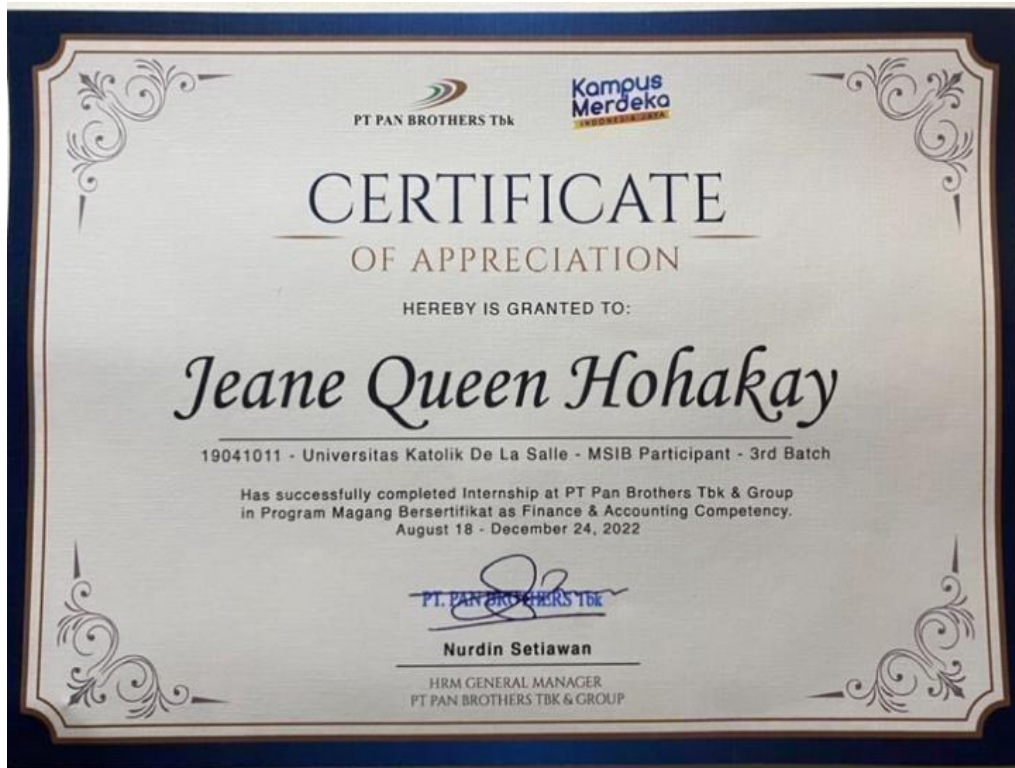 PT PAN BROTHERS Tbk
Kampus
Merdeka
INDONESIA JAYA
CERTIFICATE
OF APPRECIATION
HEREBY IS GRANTED TO:
Jeane Queen Hohakay
19041011 - Universitas Katolik De La Salle - MSIB Participant - 3rd Batch
Has successfully completed Internship at PT Pan Brothers Tbk & Group
in Program Magang Bersertifikat as Finance & Accounting Competency.
August 18 - December 24, 2022
PT. PAN BROTHERS Tbk
Nurdin Setiawan
HRM GENERAL MANAGER
PT PAN BROTHERS TBK & GROUP